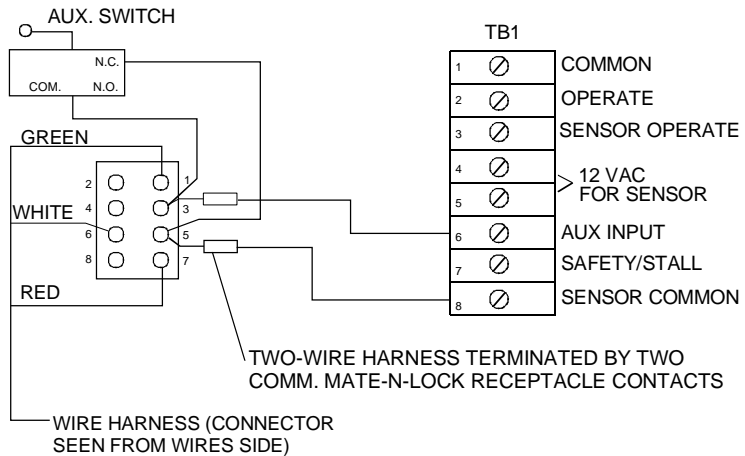 AUX. SWITCH
N.C.
COM. N.O.
GREEN
2 1
4 3
WHITE
6 5
8 7
RED
TB1
1 COMMON
2 OPERATE
3 SENSOR OPERATE
4
12 VAC
FOR SENSOR
5
6 AUX INPUT
7 SAFETY/STALL
8 SENSOR COMMON
TWO-WIRE HARNESS TERMINATED BY TWO
COMM. MATE-N-LOCK RECEPTACLE CONTACTS
WIRE HARNESS (CONNECTOR
SEEN FROM WIRES SIDE)